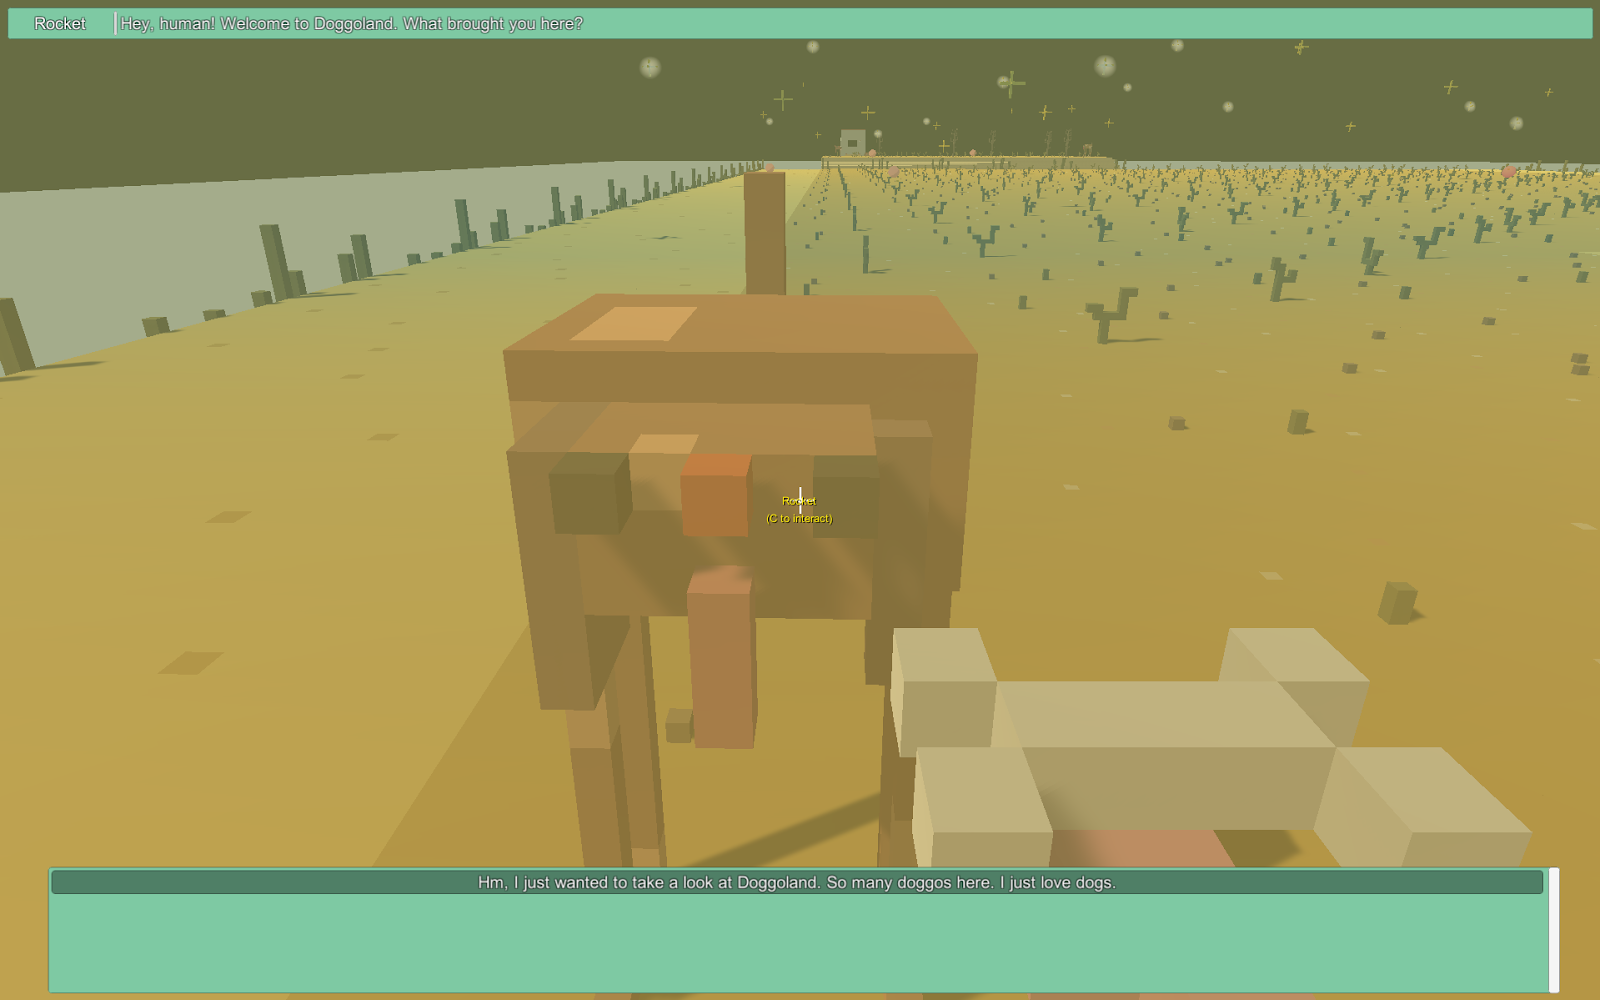 Rocket
Hey, human! Welcome to Doggoland. What brought you here?
Rocket
(C to interact)
Hm, I just wanted to take a look at Doggoland. So many doggos here. I just love dogs.